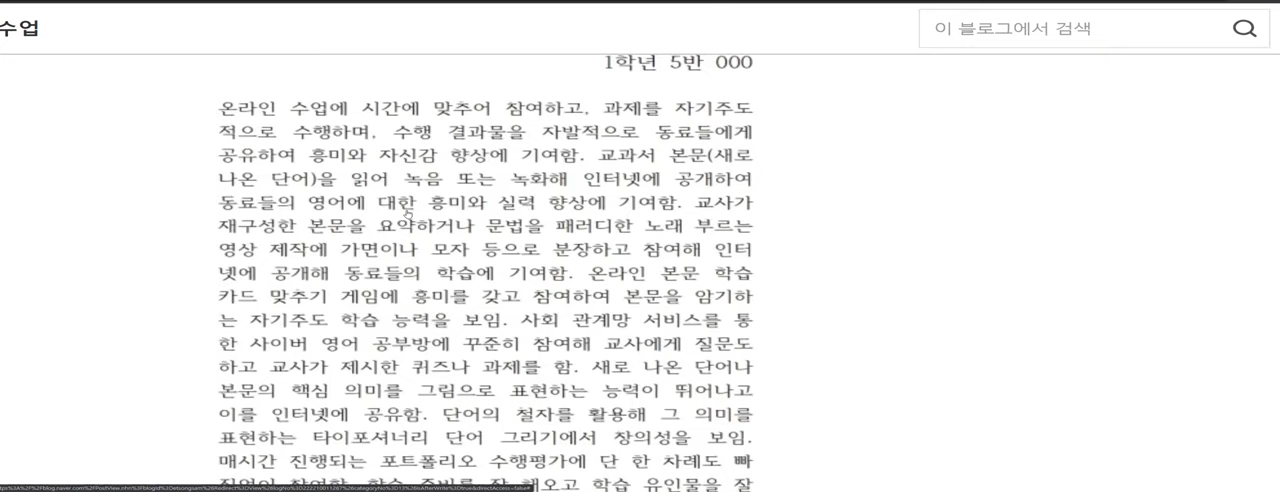 수업
이 블로그에서 검색
1학년 5반 000
온라인 수업에 시간에 맞추어 참여하고, 과제를 자기주도
적으로 수행하며, 수행 결과물을 자발적으로 동료들에게
공유하여 흥미와 자신감 향상에 기여함. 교과서 본문(새로
나온 단어)을 읽어 녹음 또는 녹화해 인터넷에 공개하여
동료들의 영어에 대한 흥미와 실력 향상에 기여함. 교사가
재구성한 본문을 요약하거나 문법을 패러디한 노래 부르는
영상 제작에 가면이나 모자 등으로 분장하고 참여해 인터
넷에 공개해 동료들의 학습에 기여함. 온라인 본문 학습
카드 맞추기 게임에 흥미를 갖고 참여하여 본문을 암기하
는 자기주도 학습 능력을 보임. 사회 관계망 서비스를 통
한 사이버 영어 공부방에 꾸준히 참여해 교사에게 질문도
하고 교사가 제시한 퀴즈나 과제를 함. 새로 나온 단어나
본문의 핵심 의미를 그림으로 표현하는 능력이 뛰어나고
이를 인터넷에 공유함. 단어의 철자를 활용해 그 의미를
표현하는 타이포셔너리 단어 그리기에서 창의성을 보임.
매시간 진행되는 포트폴리오 수행평가에 단 한 차례도 빠
해오고 학습 유인물을 잘